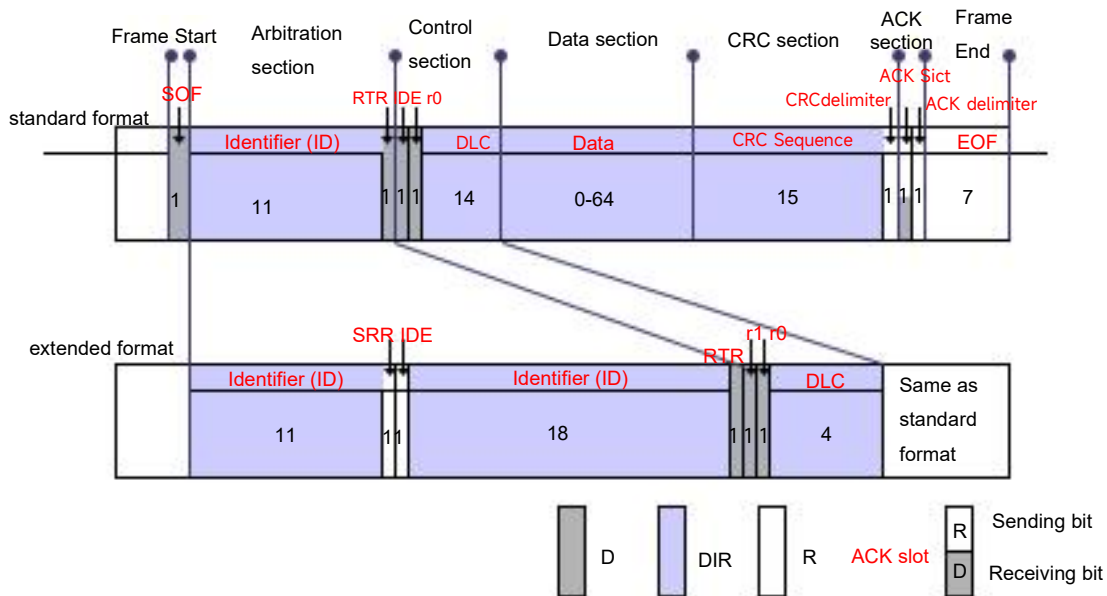 Frame Start
Arbitration
section
Control
section
Data section
CRC section
ACK
section
Frame
End
SOF
RTR IDE r0
ACK Sict
CRCdelimiter
ACK delimiter
standard format
Identifier (ID)
DLC
Data
CRC Sequence
EOF
1
11
1
1
1
14
0-64
15
1
1
1
7
SRR IDE
r1 r0
extended format
RTR
Identifier (ID)
Identifier (ID)
DLC
Same as
standard
format
11
1
1
18
1
1
1
4
D
DIR
R
ACK slot
R
Sending bit
D
Receiving bit